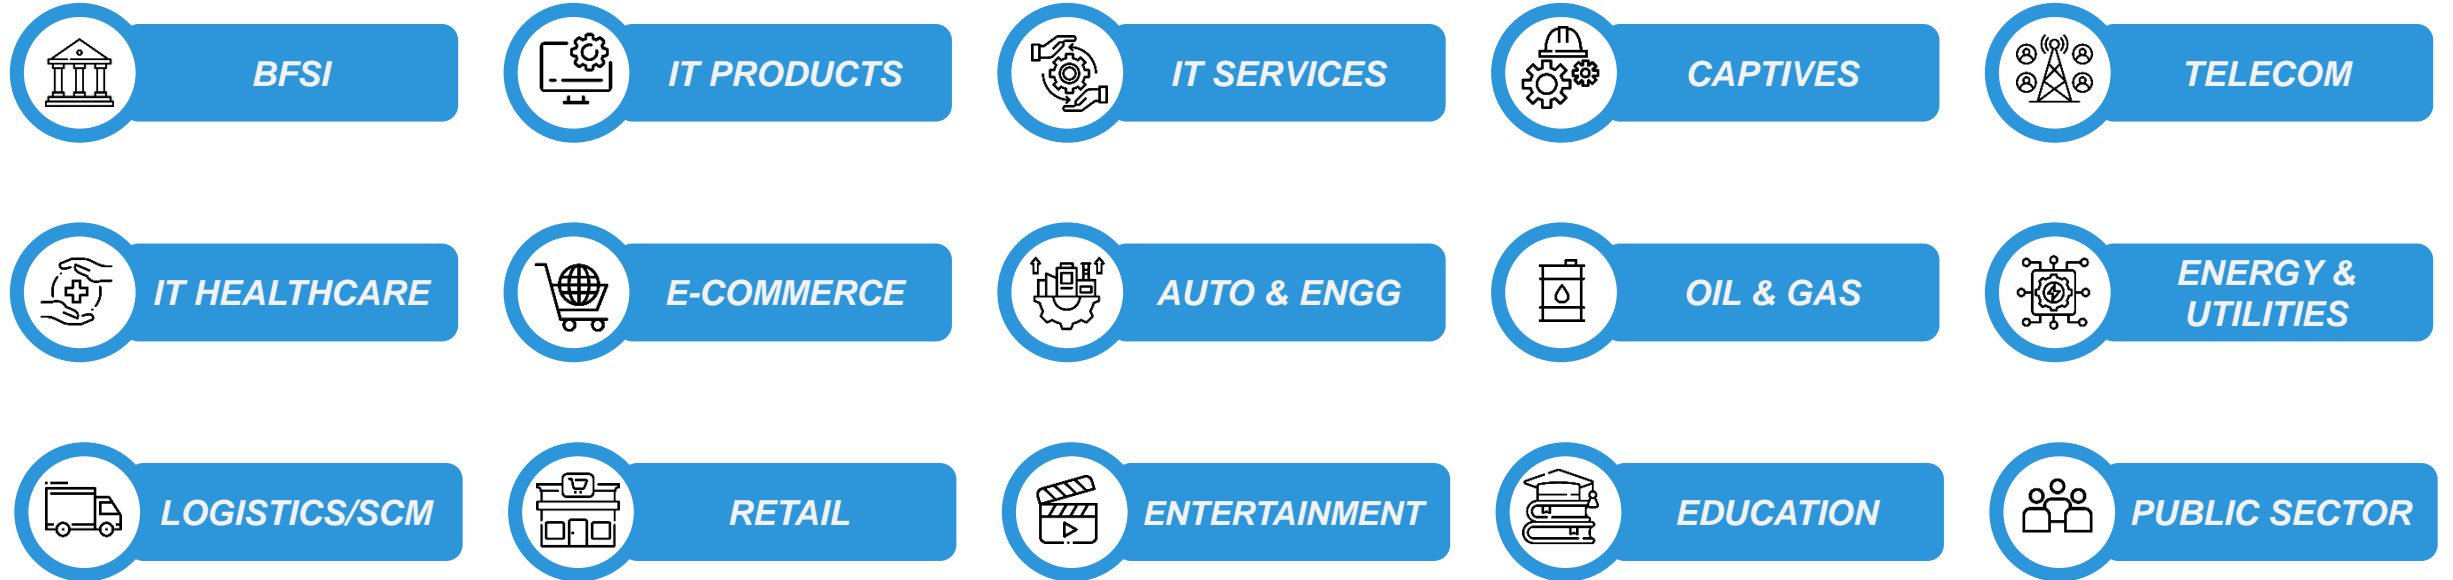 BFSI
IT PRODUCTS
IT SERVICES
CAPTIVES
TELECOM
IT HEALTHCARE
E-COMMERCE
AUTO & ENGG
OIL & GAS
ENERGY &
UTILITIES
LOGISTICS/SCM
RETAIL
ENTERTAINMENT
EDUCATION
PUBLIC SECTOR